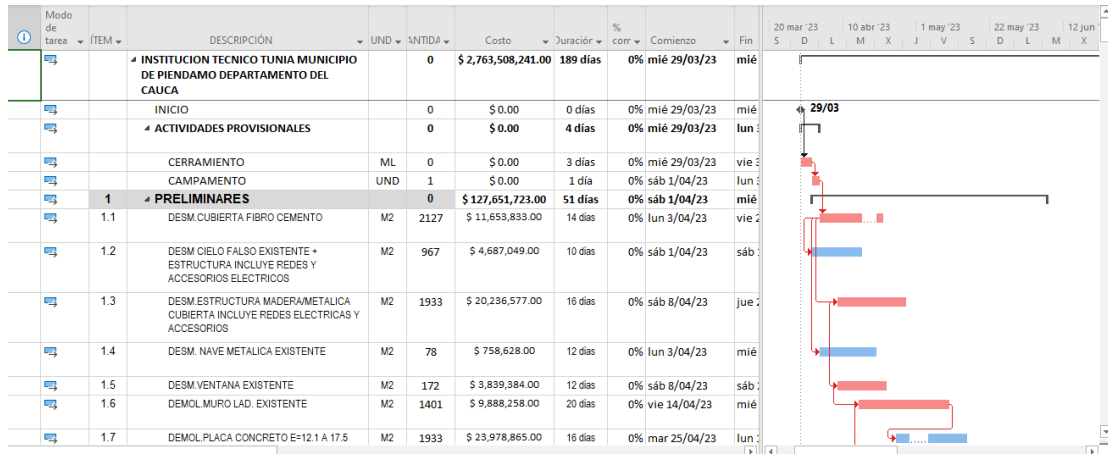 Modo de tarea ÍTEM DESCRIPCIÓN UND ANTIDA Costo Duración % com Comienzo Fin
20 mar '23 10 abr '23 1 may '23 22 may '23 12 jun
S D L M X J V S D L M X
INSTITUCION TECNICO TUNIA MUNICIPIO 0 $ 2,763,508,241.00 189 días 0% mié 29/03/23 mié
DE PIENDAMO DEPARTAMENTO DEL
CAUCA
INICIO 0 $ 0.00 0 días 0% mié 29/03/23 mié 29/03
ACTIVIDADES PROVISIONALES 0 $ 0.00 4 días 0% mié 29/03/23 lun
CERRAMIENTO ML 0 $ 0.00 3 días 0% mié 29/03/23 vie
CAMPAMENTO UND 1 $ 0.00 1 día 0% sáb 1/04/23 lun
1 PRELIMINARES 0 $ 127,651,723.00 51 días 0% sáb 1/04/23 mié
1.1 DESM.CUBIERTA FIBRO CEMENTO M2 2127 $ 11,653,833.00 14 días 0% lun 3/04/23 vie
1.2 DESM CIELO FALSO EXISTENTE + M2 967 $ 4,687,049.00 10 días 0% sáb 1/04/23 sáb
ESTRUCTURA INCLUYE REDES Y
ACCESORIOS ELECTRICOS
1.3 DESM.ESTRUCTURA MADERA/METALICA M2 1933 $ 20,236,577.00 16 días 0% sáb 8/04/23 jue
CUBIERTA INCLUYE REDES ELECTRICAS Y
ACCESORIOS
1.4 DESM. NAVE METALICA EXISTENTE M2 78 $ 758,628.00 12 días 0% lun 3/04/23 mié
1.5 DESM.VENTANA EXISTENTE M2 172 $ 3,839,384.00 12 días 0% sáb 8/04/23 sáb
1.6 DEMOL.MURO LAD. EXISTENTE M2 1401 $ 9,888,258.00 20 días 0% vie 14/04/23 mié
1.7 DEMOL.PLACA CONCRETO E=12.1 A 17.5 M2 1933 $ 23,978,865.00 16 días 0% mar 25/04/23 lun